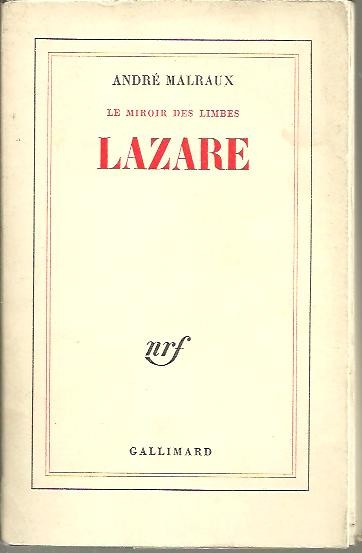 ANDRÉ MALRAUX
LE MIROIR DES LIMBES
LAZARE
nrf
GALLIMARD